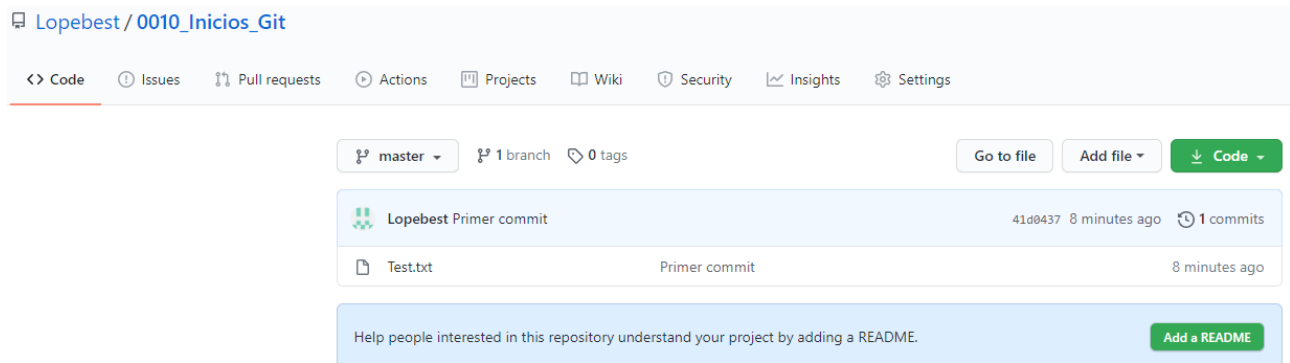 Lopebest / 0010_Inicios_Git
Code Issues Pull requests Actions Projects Wiki Security Insights Settings
master 1 branch 0 tags Go to file Add file Code
Lopebest Primer commit 41d0437 8 minutes ago 1 commits
Test.txt Primer commit 8 minutes ago
Help people interested in this repository understand your project by adding a README. Add a README